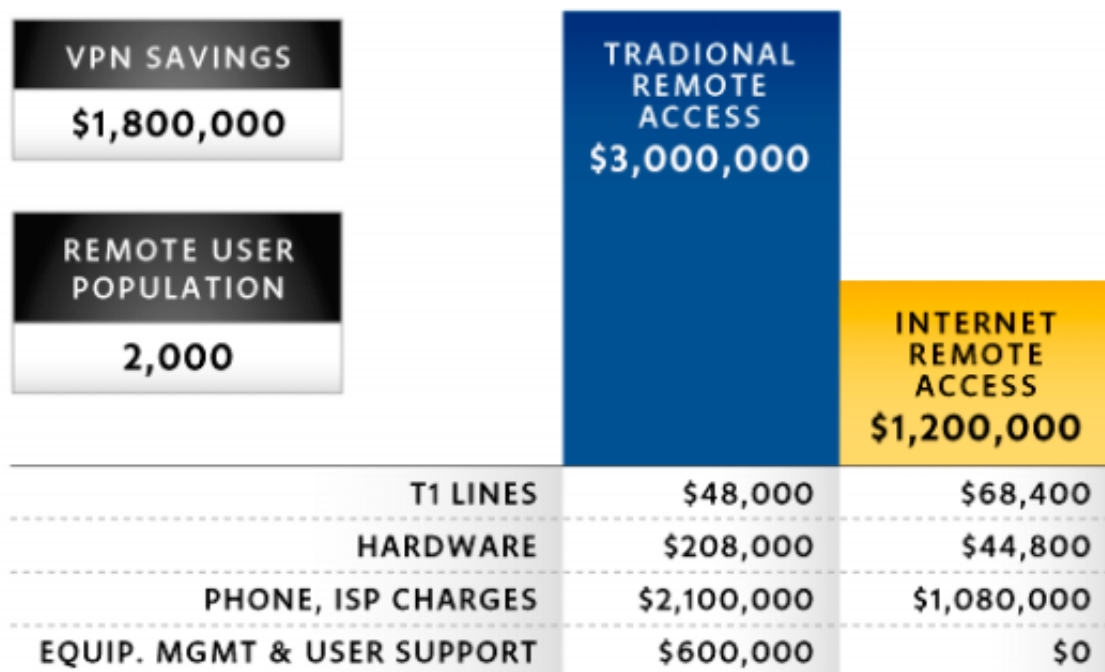 VPN SAVINGS
$1,800,000
REMOTE USER
POPULATION
2,000
TRADIONAL
REMOTE
ACCESS
$3,000,000
INTERNET
REMOTE
ACCESS
$1,200,000
T1 LINES $48,000 $68,400
HARDWARE $208,000 $44,800
PHONE, ISP CHARGES $2,100,000 $1,080,000
EQUIP. MGMT & USER SUPPORT $600,000 $0